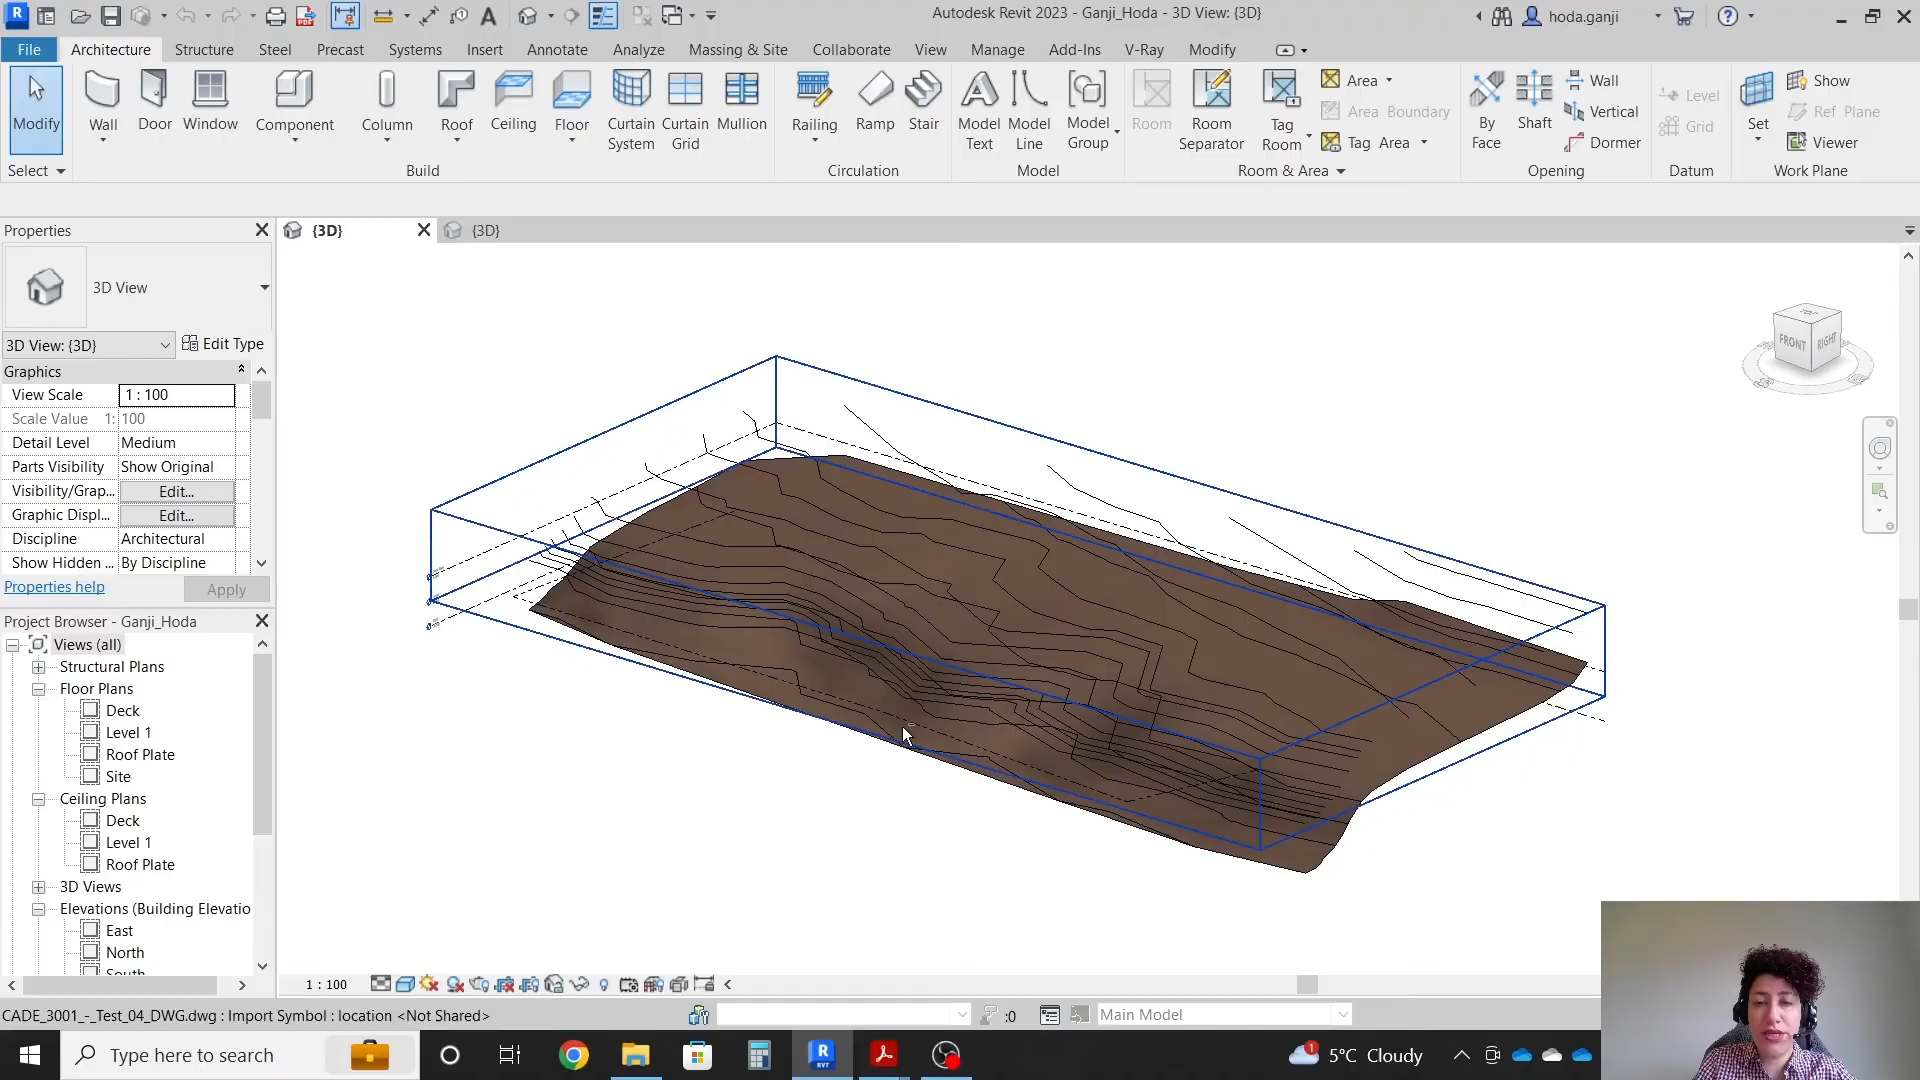 Autodesk Revit 2023 - Ganji_Hoda - 3D View: {3D}
hoda.ganji
File Architecture Structure Steel Precast Systems Insert Annotate Analyze Massing & Site Collaborate View Manage Add-Ins V-Ray Modify
Modify
Wall
Door
Window
Component
Column
Roof
Ceiling
Floor
Curtain System
Curtain Grid
Mullion
Railing
Ramp
Stair
Model Text
Model Line
Model Group
Room
Room Separator
Tag Room
Area
Area Boundary
Tag Area
By Face
Shaft
Wall
Vertical
Dormer
Level
Grid
Set
Show
Ref Plane
Viewer
Select Build Circulation Model Room & Area Opening Datum Work Plane
Properties
{3D} {3D}
3D View
3D View: {3D} Edit Type
Graphics
View Scale 1 : 100
Scale Value 1: 100
Detail Level Medium
Parts Visibility Show Original
Visibility/Grap... Edit...
Graphic Displ... Edit...
Discipline Architectural
Show Hidden ... By Discipline
Properties help Apply
Project Browser - Ganji_Hoda
Views (all)
Structural Plans
Floor Plans
Deck
Level 1
Roof Plate
Site
Ceiling Plans
Deck
Level 1
Roof Plate
3D Views
Elevations (Building Elevatio
East
North
South
FRONT RIGHT
1 : 100
CADE_3001_-_Test_04_DWG.dwg : Import Symbol : location <Not Shared>
:0
Main Model
Type here to search
R
RVT
1
5°C Cloudy